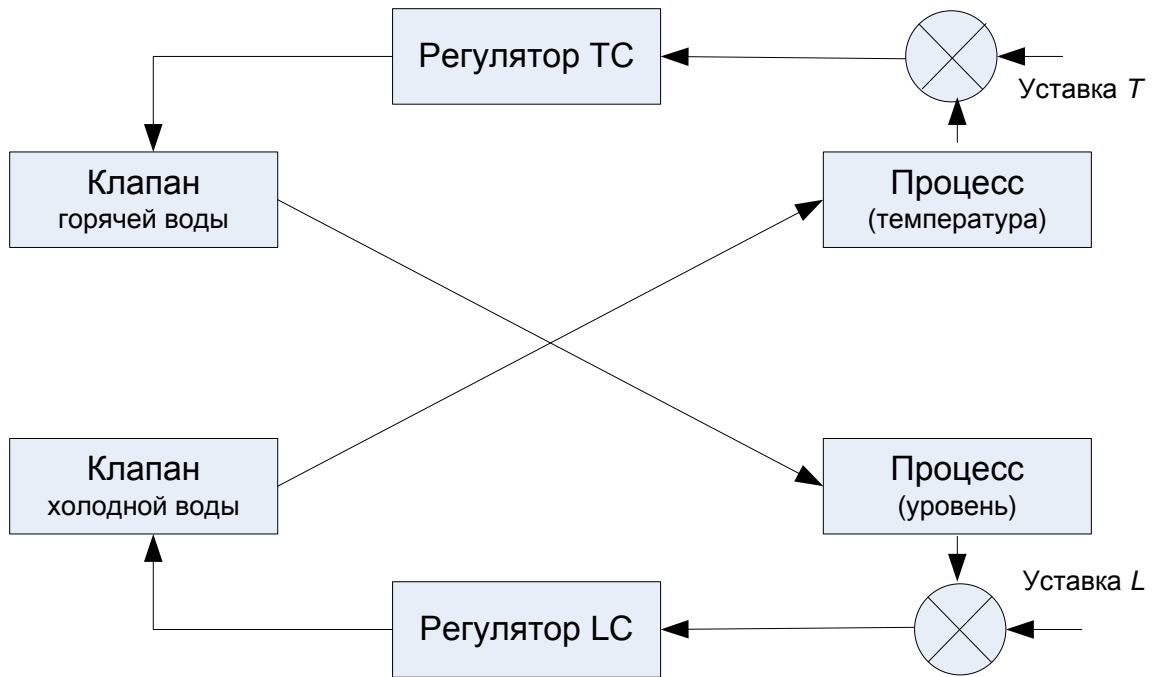 Регулятор TC
Уставка T
Клапан
горячей воды
Процесс
(температура)
Клапан
холодной воды
Процесс
(уровень)
Уставка L
Регулятор LC